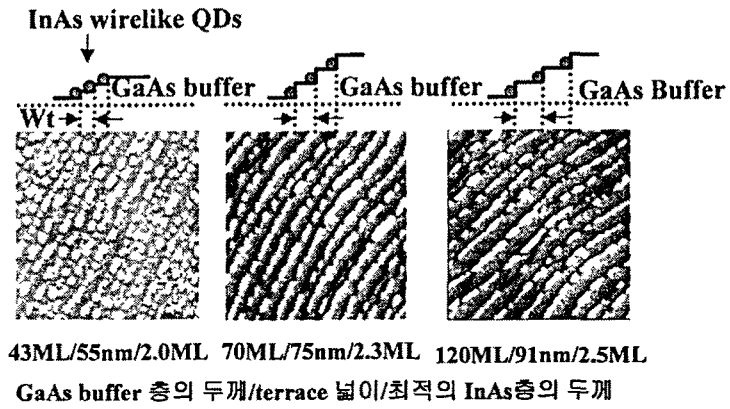 InAs wirelike QDs
GaAs buffer GaAs buffer GaAs Buffer
Wt
43ML/55nm/2.0ML 70ML/75nm/2.3ML 120ML/91nm/2.5ML
GaAs buffer 층의 두께/terrace 넓이/최적의 InAs층의 두께